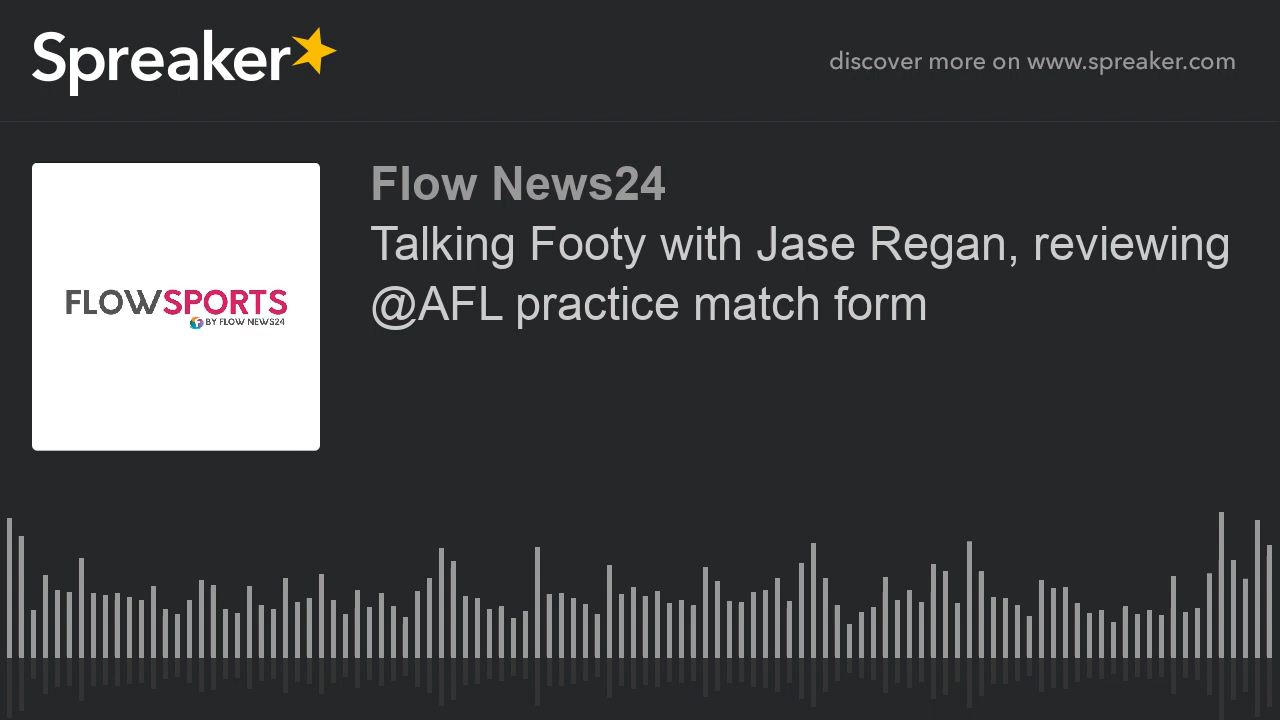 Spreaker
discover more on www.spreaker.com
Flow News24
Talking Footy with Jase Regan, reviewing
@AFL practice match form
FLOWSPORTS
BY FLOW NEWS24